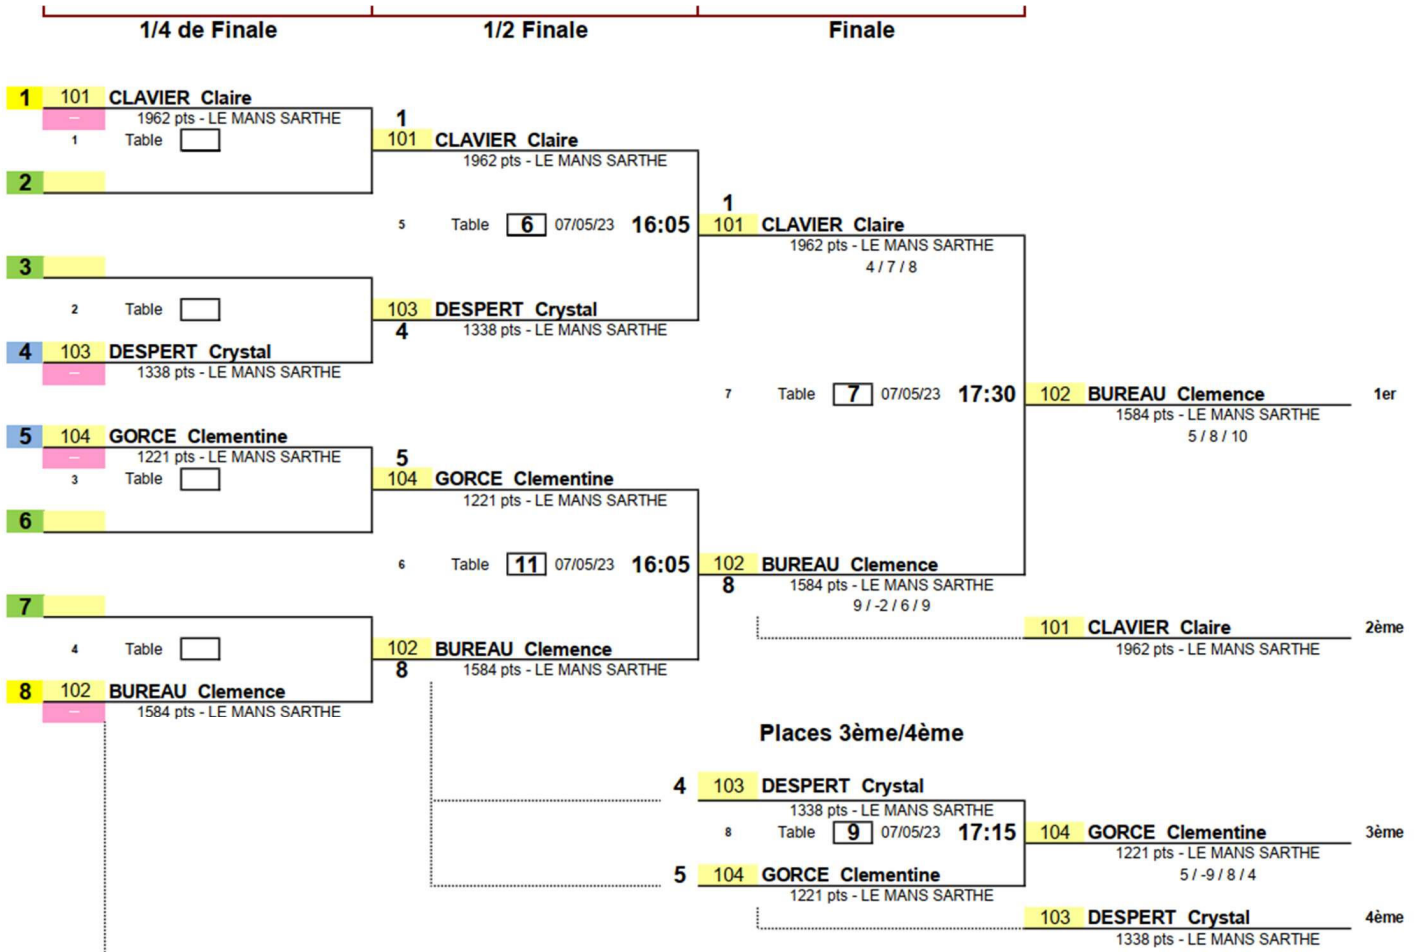 1/4 de Finale 1/2 Finale Finale
1 101 CLAVIER Claire
— 1962 pts - LE MANS SARTHE 1
1 Table 101 CLAVIER Claire
1962 pts - LE MANS SARTHE
2
1
5 Table 6 07/05/23 16:05 101 CLAVIER Claire
1962 pts - LE MANS SARTHE
3 4 / 7 / 8
2 Table 103 DESPERT Crystal
4 1338 pts - LE MANS SARTHE
4 103 DESPERT Crystal
— 1338 pts - LE MANS SARTHE
7 Table 7 07/05/23 17:30 102 BUREAU Clemence 1er
1584 pts - LE MANS SARTHE
5 104 GORCE Clementine 5 / 8 / 10
— 1221 pts - LE MANS SARTHE 5
3 Table 104 GORCE Clementine
1221 pts - LE MANS SARTHE
6
6 Table 11 07/05/23 16:05 102 BUREAU Clemence
8 1584 pts - LE MANS SARTHE
7 9 / -2 / 6 / 9
101 CLAVIER Claire 2ème
4 Table 102 BUREAU Clemence 1962 pts - LE MANS SARTHE
8 1584 pts - LE MANS SARTHE
8 102 BUREAU Clemence
— 1584 pts - LE MANS SARTHE
Places 3ème/4ème
4 103 DESPERT Crystal
1338 pts - LE MANS SARTHE
8 Table 9 07/05/23 17:15 104 GORCE Clementine 3ème
1221 pts - LE MANS SARTHE
5 104 GORCE Clementine 5 / -9 / 8 / 4
1221 pts - LE MANS SARTHE
103 DESPERT Crystal 4ème
1338 pts - LE MANS SARTHE